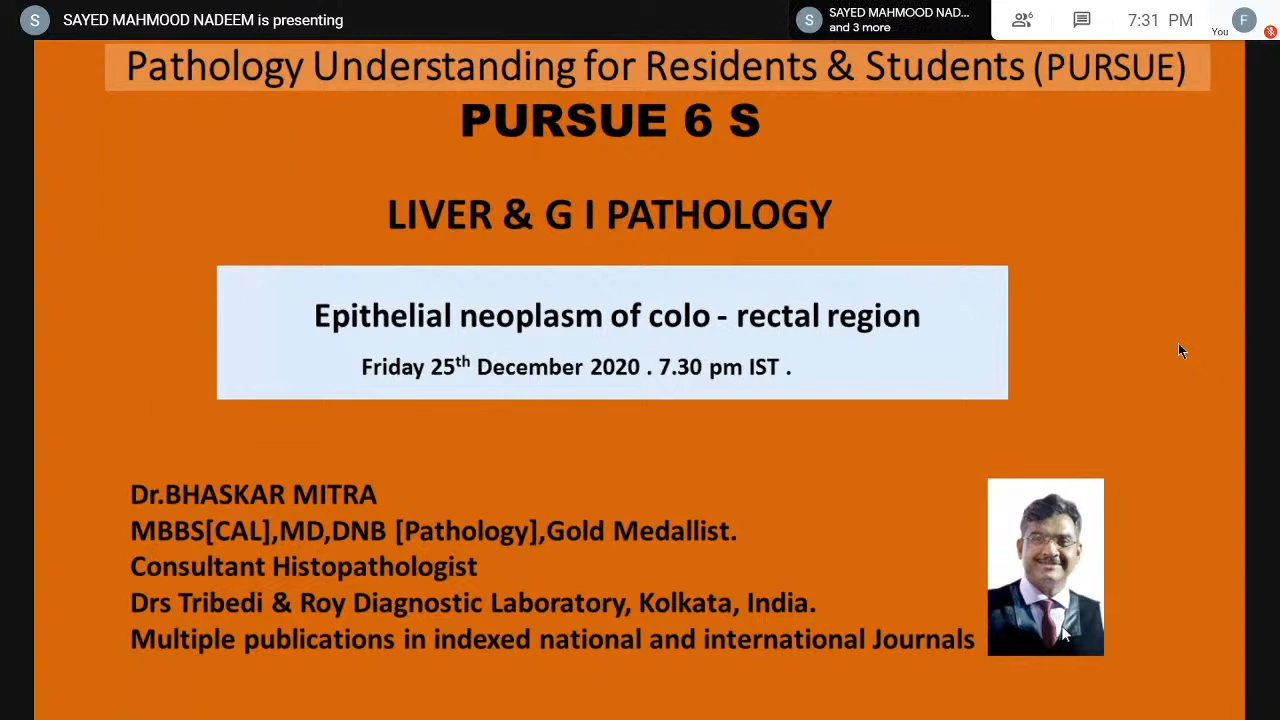 S SAYED MAHMOOD NADEEM is presenting
S SAYED MAHMOOD NAD...
and 3 more
6
7:31 PM
You F
Pathology Understanding for Residents & Students (PURSUE)
PURSUE 6 S
LIVER & G I PATHOLOGY
Epithelial neoplasm of colo - rectal region
Friday 25th December 2020 . 7.30 pm IST .
Dr.BHASKAR MITRA
MBBS[CAL],MD,DNB [Pathology],Gold Medallist.
Consultant Histopathologist
Drs Tribedi & Roy Diagnostic Laboratory, Kolkata, India.
Multiple publications in indexed national and international Journals